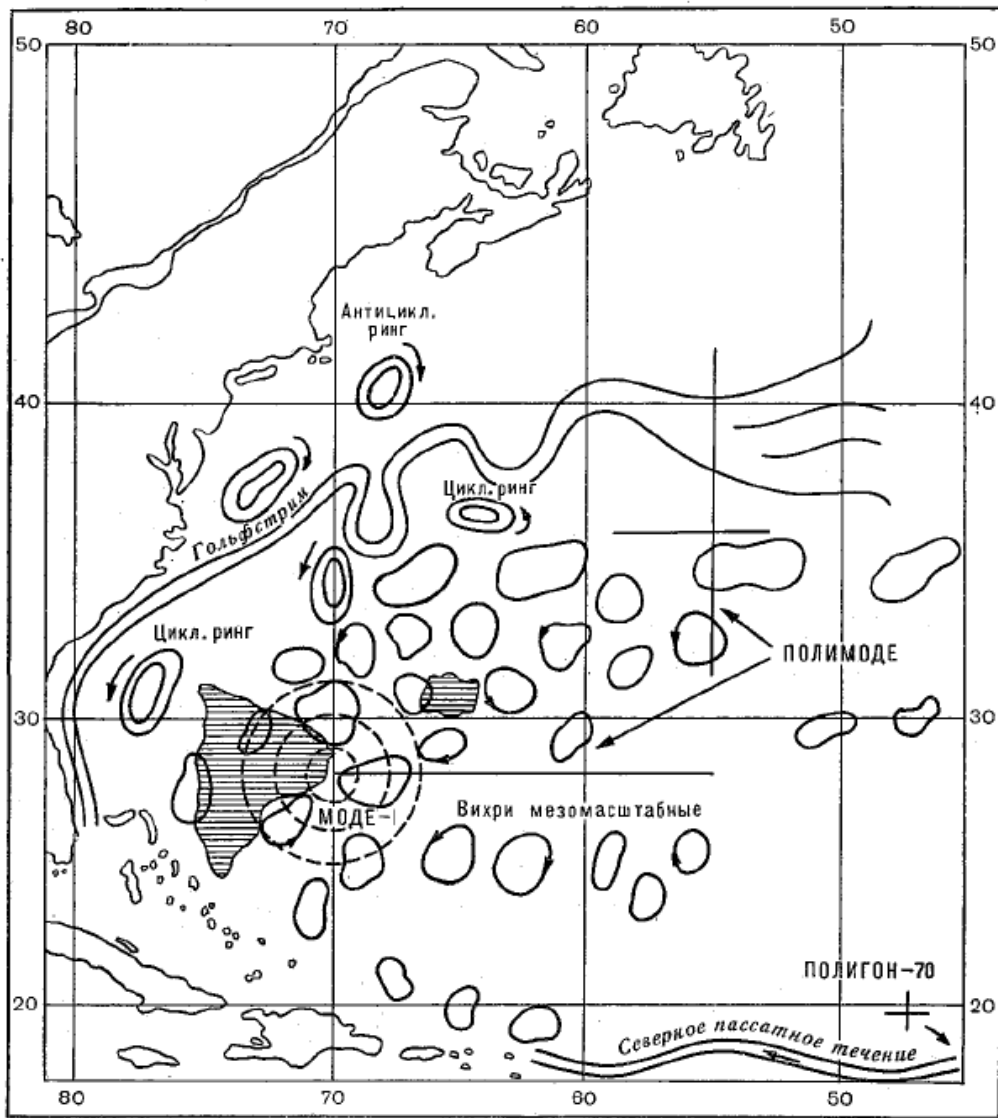 80 70 60 50
50 50
Антицикл.
ринг
40 40
Цикл. ринг
Гольфстрим
Цикл. ринг
ПОЛИМОДЕ
30 30
МОДЕ-I
Вихри мезомасштабные
ПОЛИГОН-70
20 20
Северное пассатное течение
80 70 60 50